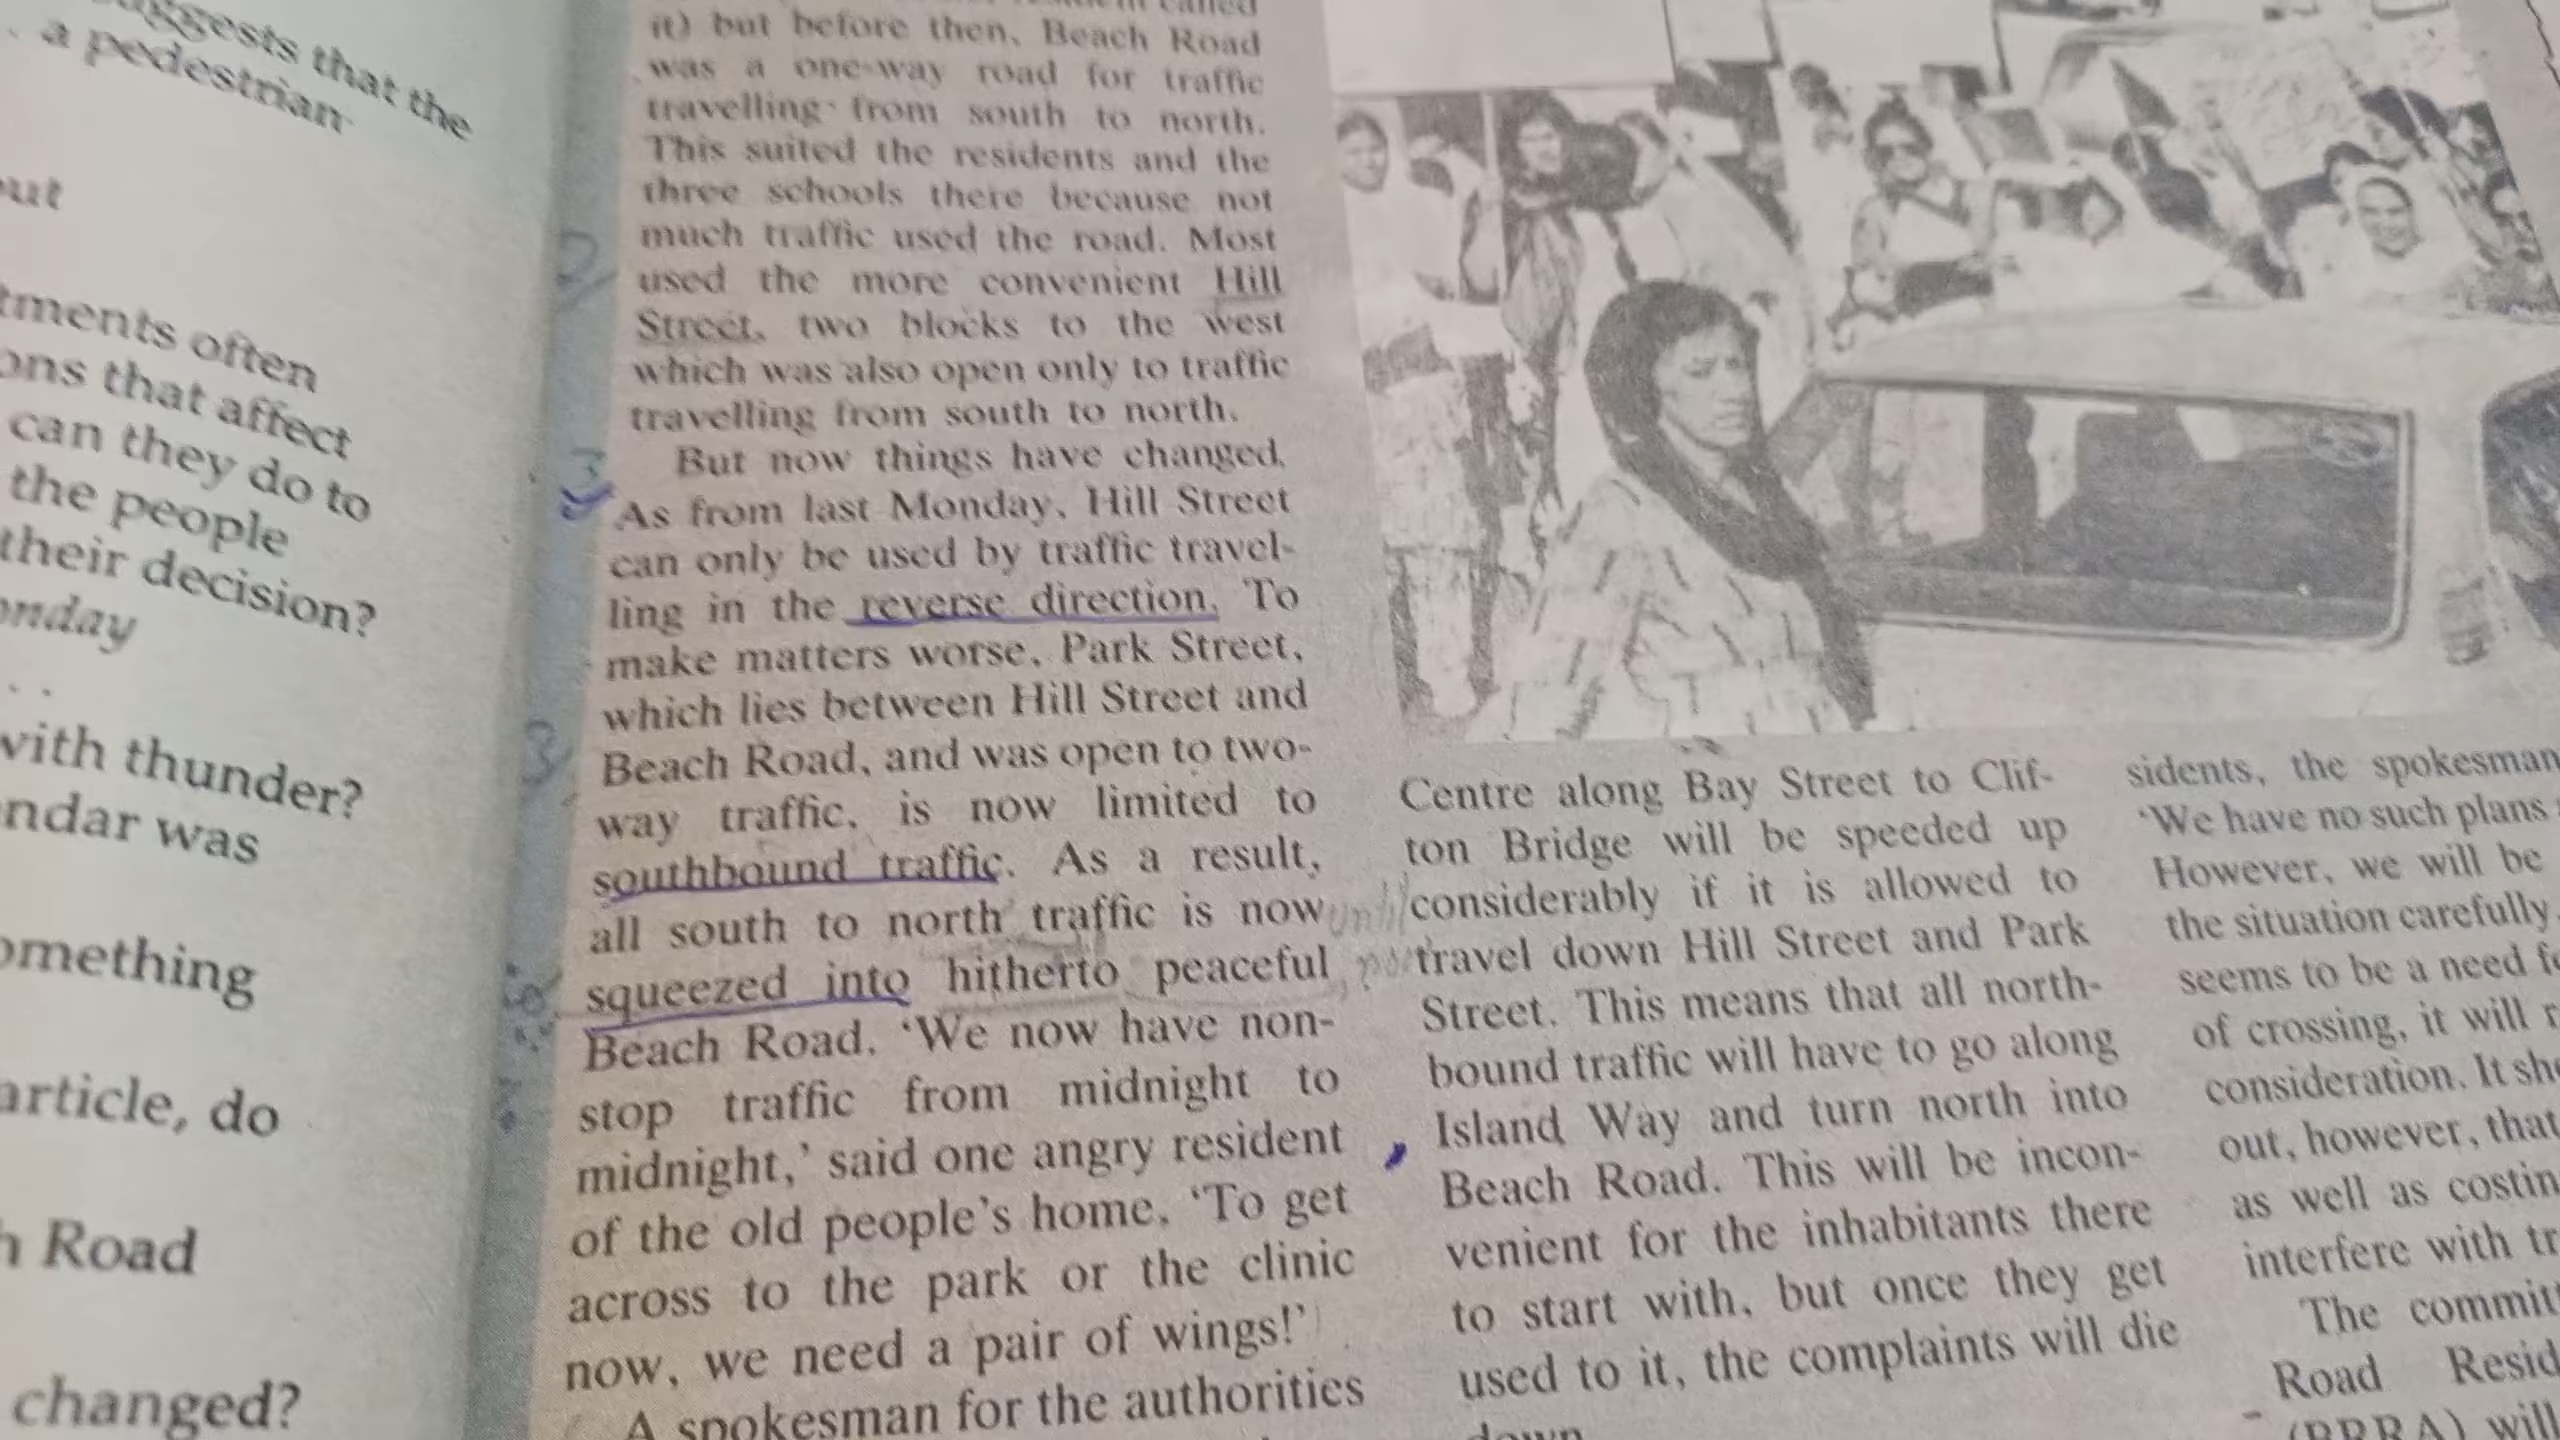 ggests that the
a pedestrian
ut
tments often
ons that affect
can they do to
the people
their decision?
onday
. .
with thunder?
ndar was
omething
article, do
h Road
changed?
it) but before then, Beach Road
was a one-way road for traffic
travelling from south to north.
This suited the residents and the
three schools there because not
much traffic used the road. Most
used the more convenient Hill
Street, two blocks to the west
which was also open only to traffic
travelling from south to north.
But now things have changed.
As from last Monday, Hill Street
can only be used by traffic travel-
ling in the reverse direction. To
make matters worse, Park Street,
which lies between Hill Street and
Beach Road, and was open to two-
way traffic, is now limited to
southbound traffic. As a result,
all south to north traffic is now
squeezed into hitherto peaceful
Beach Road. 'We now have non-
stop traffic from midnight to
midnight,' said one angry resident
of the old people's home, 'To get
across to the park or the clinic
now, we need a pair of wings!'
A spokesman for the authorities
2
3
3
Centre along Bay Street to Clif-
ton Bridge will be speeded up
considerably if it is allowed to
travel down Hill Street and Park
Street. This means that all north-
bound traffic will have to go along
Island Way and turn north into
Beach Road. This will be incon-
venient for the inhabitants there
to start with, but once they get
used to it, the complaints will die
down
sidents, the spokesman
'We have no such plans
However, we will be
the situation carefully
seems to be a need
of crossing, it will
consideration. It
out, however, that
as well as costin
interfere with tr
The committ
Road Resid
(BRRA) will